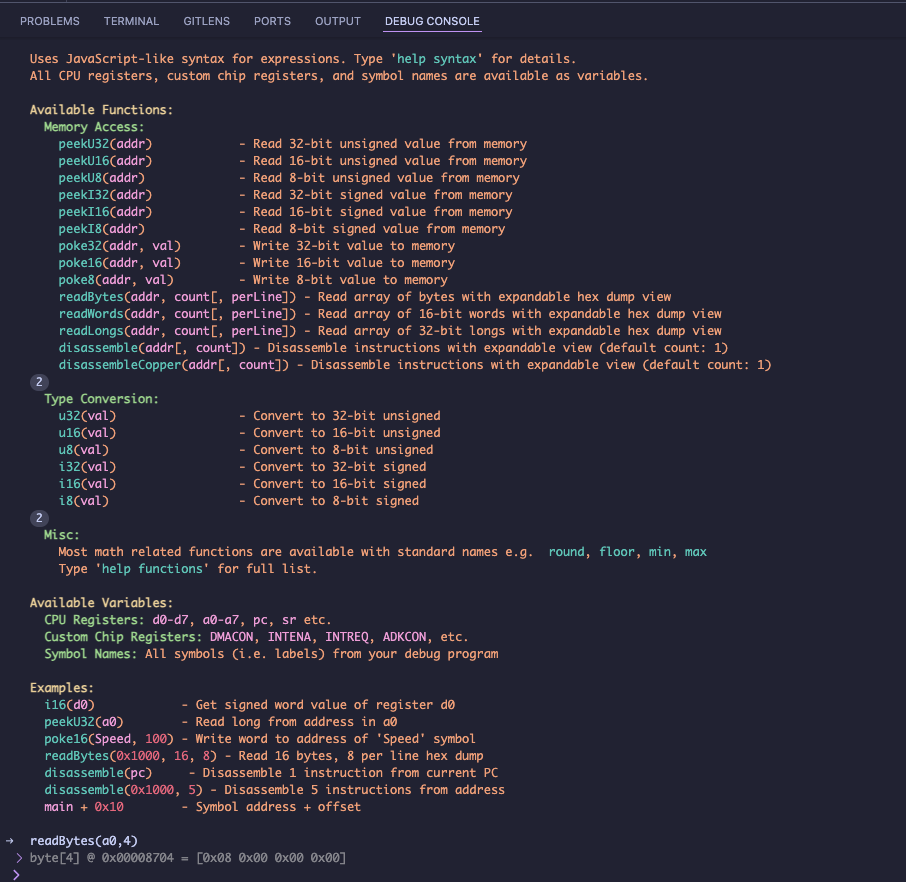 PROBLEMS TERMINAL GITLENS PORTS OUTPUT DEBUG CONSOLE
Uses JavaScript-like syntax for expressions. Type 'help syntax' for details.
All CPU registers, custom chip registers, and symbol names are available as variables.
Available Functions:
Memory Access:
peekU32(addr) - Read 32-bit unsigned value from memory
peekU16(addr) - Read 16-bit unsigned value from memory
peekU8(addr) - Read 8-bit unsigned value from memory
peekI32(addr) - Read 32-bit signed value from memory
peekI16(addr) - Read 16-bit signed value from memory
peekI8(addr) - Read 8-bit signed value from memory
poke32(addr, val) - Write 32-bit value to memory
poke16(addr, val) - Write 16-bit value to memory
poke8(addr, val) - Write 8-bit value to memory
readBytes(addr, count[, perLine]) - Read array of bytes with expandable hex dump view
readWords(addr, count[, perLine]) - Read array of 16-bit words with expandable hex dump view
readLongs(addr, count[, perLine]) - Read array of 32-bit longs with expandable hex dump view
disassemble(addr[, count]) - Disassemble instructions with expandable view (default count: 1)
disassembleCopper(addr[, count]) - Disassemble instructions with expandable view (default count: 1)
2
Type Conversion:
u32(val) - Convert to 32-bit unsigned
u16(val) - Convert to 16-bit unsigned
u8(val) - Convert to 8-bit unsigned
i32(val) - Convert to 32-bit signed
i16(val) - Convert to 16-bit signed
i8(val) - Convert to 8-bit signed
2
Misc:
Most math related functions are available with standard names e.g. round, floor, min, max
Type 'help functions' for full list.
Available Variables:
CPU Registers: d0-d7, a0-a7, pc, sr etc.
Custom Chip Registers: DMACON, INTENA, INTREQ, ADKCON, etc.
Symbol Names: All symbols (i.e. labels) from your debug program
Examples:
i16(d0) - Get signed word value of register d0
peekU32(a0) - Read long from address in a0
poke16(Speed, 100) - Write word to address of 'Speed' symbol
readBytes(0x1000, 16, 8) - Read 16 bytes, 8 per line hex dump
disassemble(pc) - Disassemble 1 instruction from current PC
disassemble(0x1000, 5) - Disassemble 5 instructions from address
main + 0x10 - Symbol address + offset
→ readBytes(a0,4)
> byte[4] @ 0x00008704 = [0x08 0x00 0x00 0x00]
>